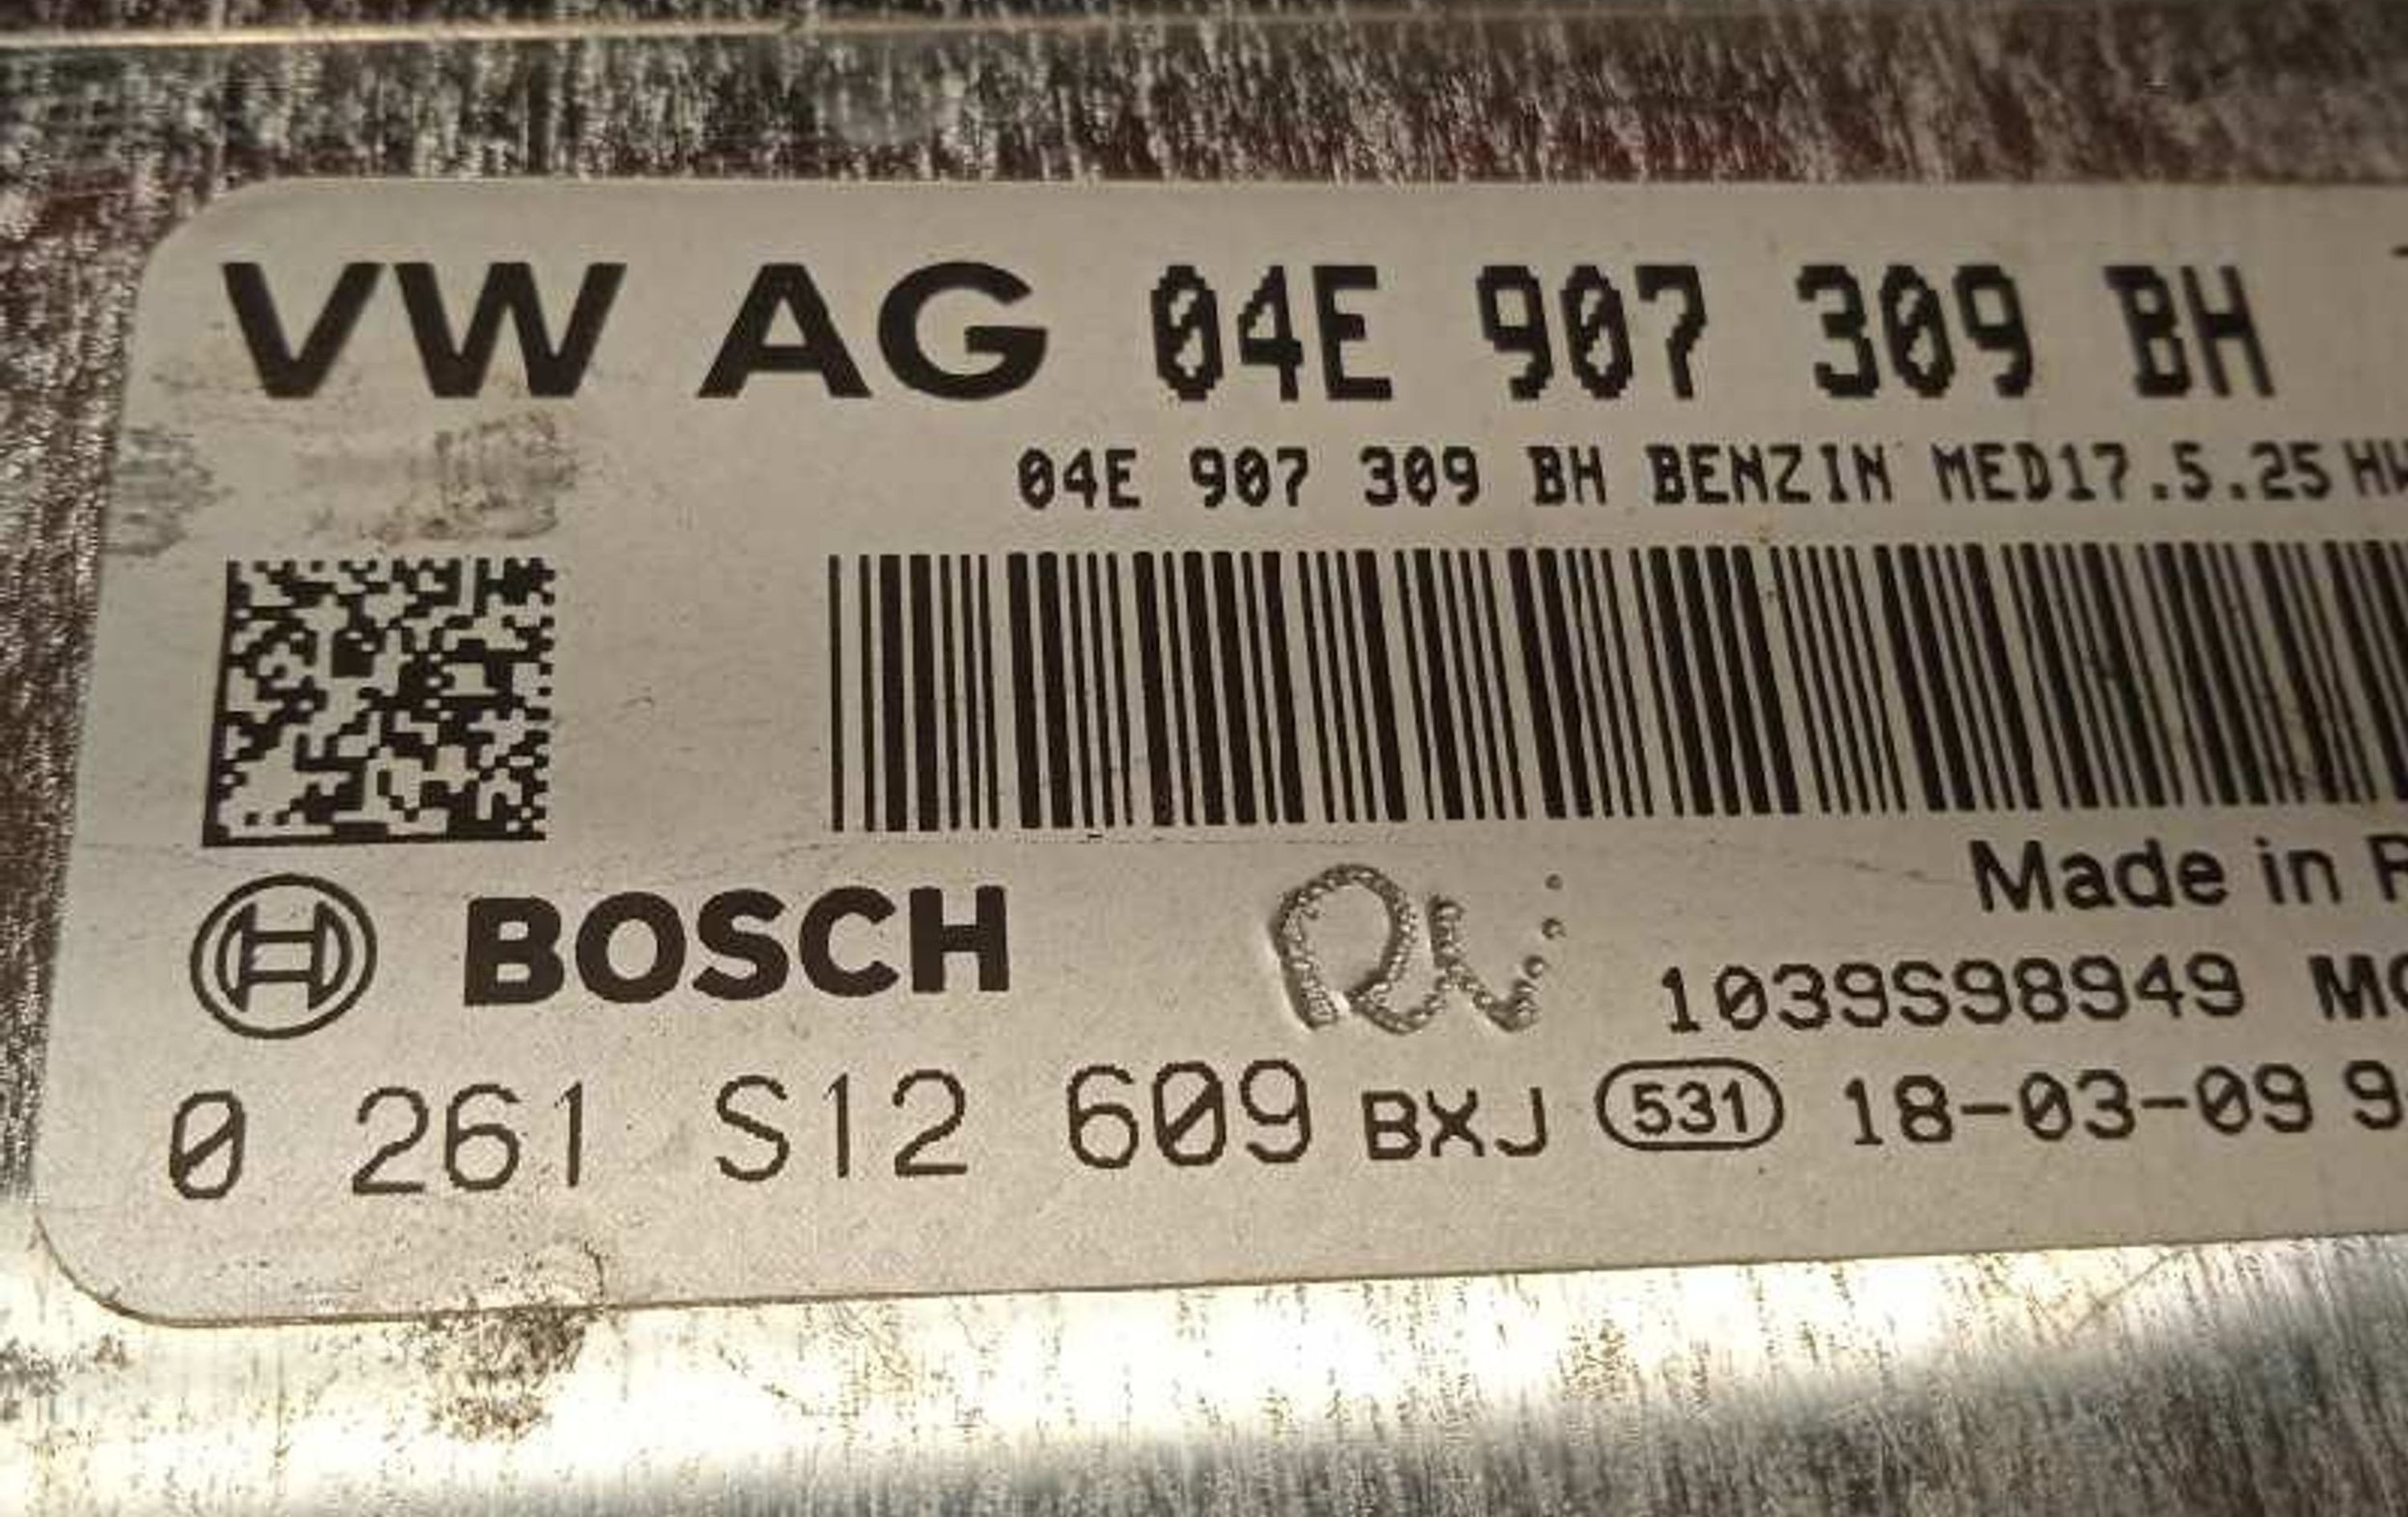 VW AG 04E 907 309 BH
04E 907 309 BH BENZIN MED17.5.25
BOSCH
Made in
1039S98949
0 261 S12 609 BXJ 531 18-03-09